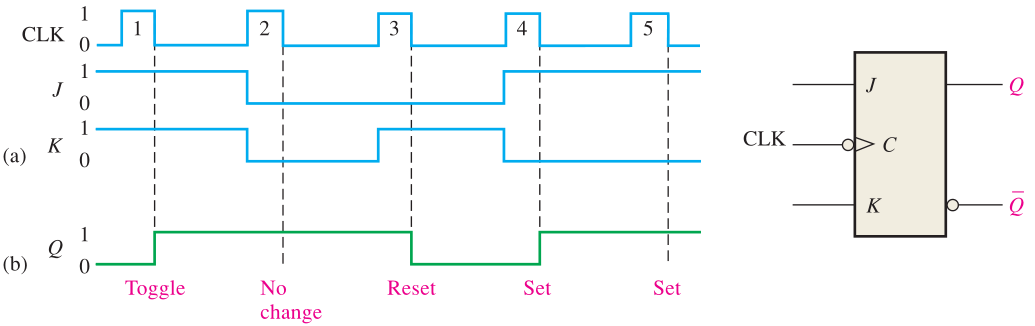 1
CLK
0
1 2 3 4 5
1
J
0
1
K
0
(a)
1
Q
0
(b)
Toggle
No
change
Reset
Set
Set
J
Q
CLK
C
K
Q̅